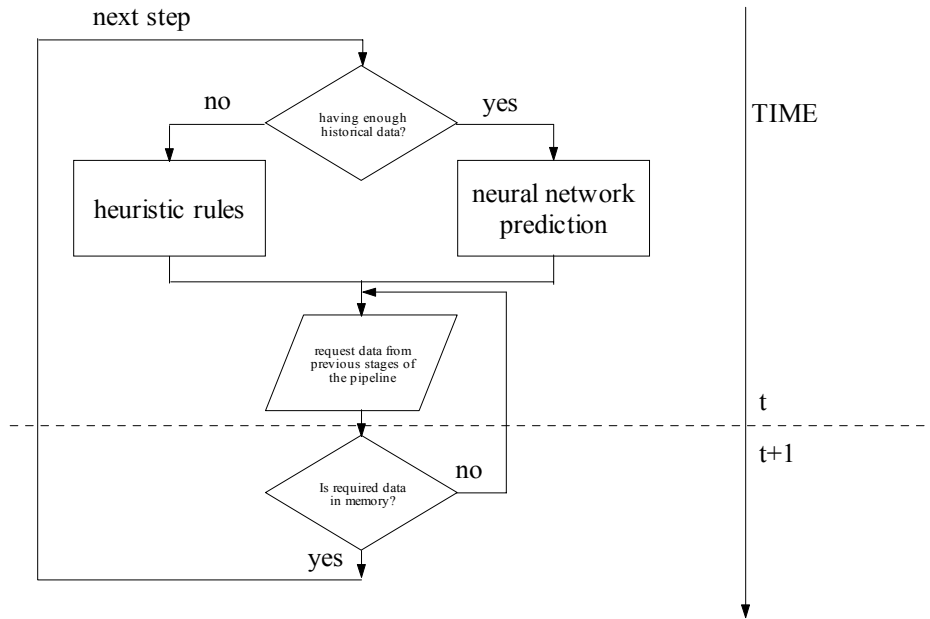 next step
no
having enough
historical data?
yes
TIME
heuristic rules
neural network
prediction
request data from
previous stages of
the pipeline
t
t+1
Is required data
in memory?
no
yes